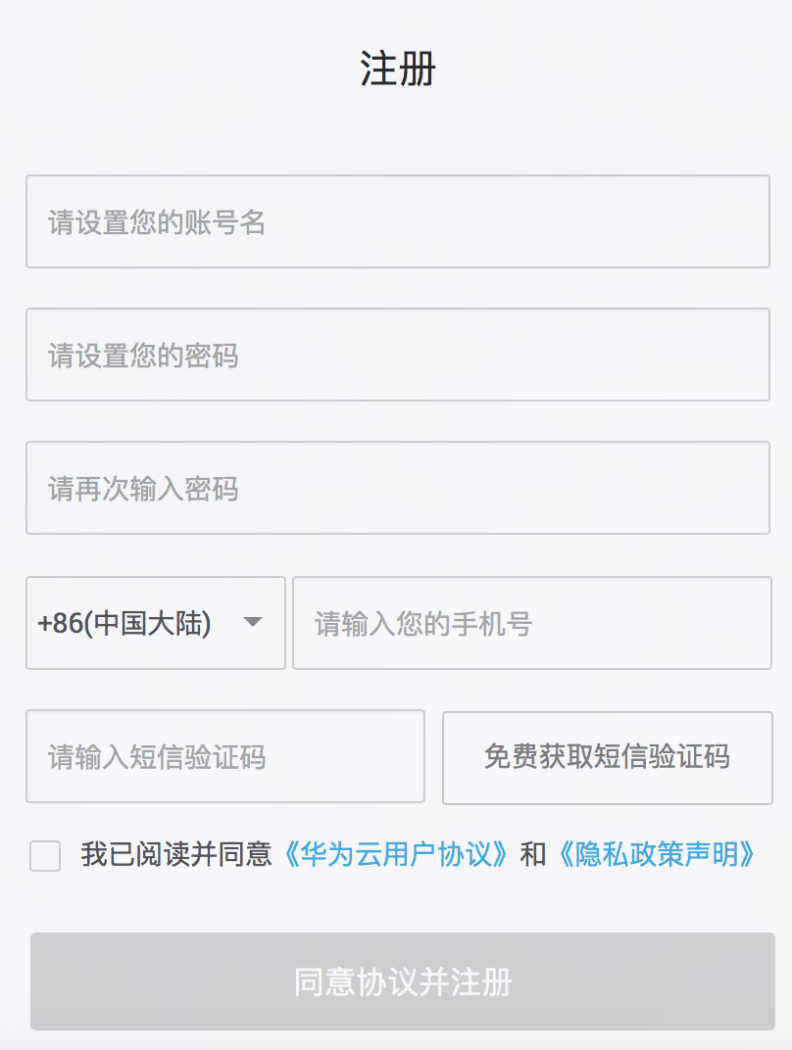 注册
请设置您的账号名
请设置您的密码
请再次输入密码
+86(中国大陆) 请输入您的手机号
请输入短信验证码 免费获取短信验证码
我已阅读并同意《华为云用户协议》和《隐私政策声明》
同意协议并注册